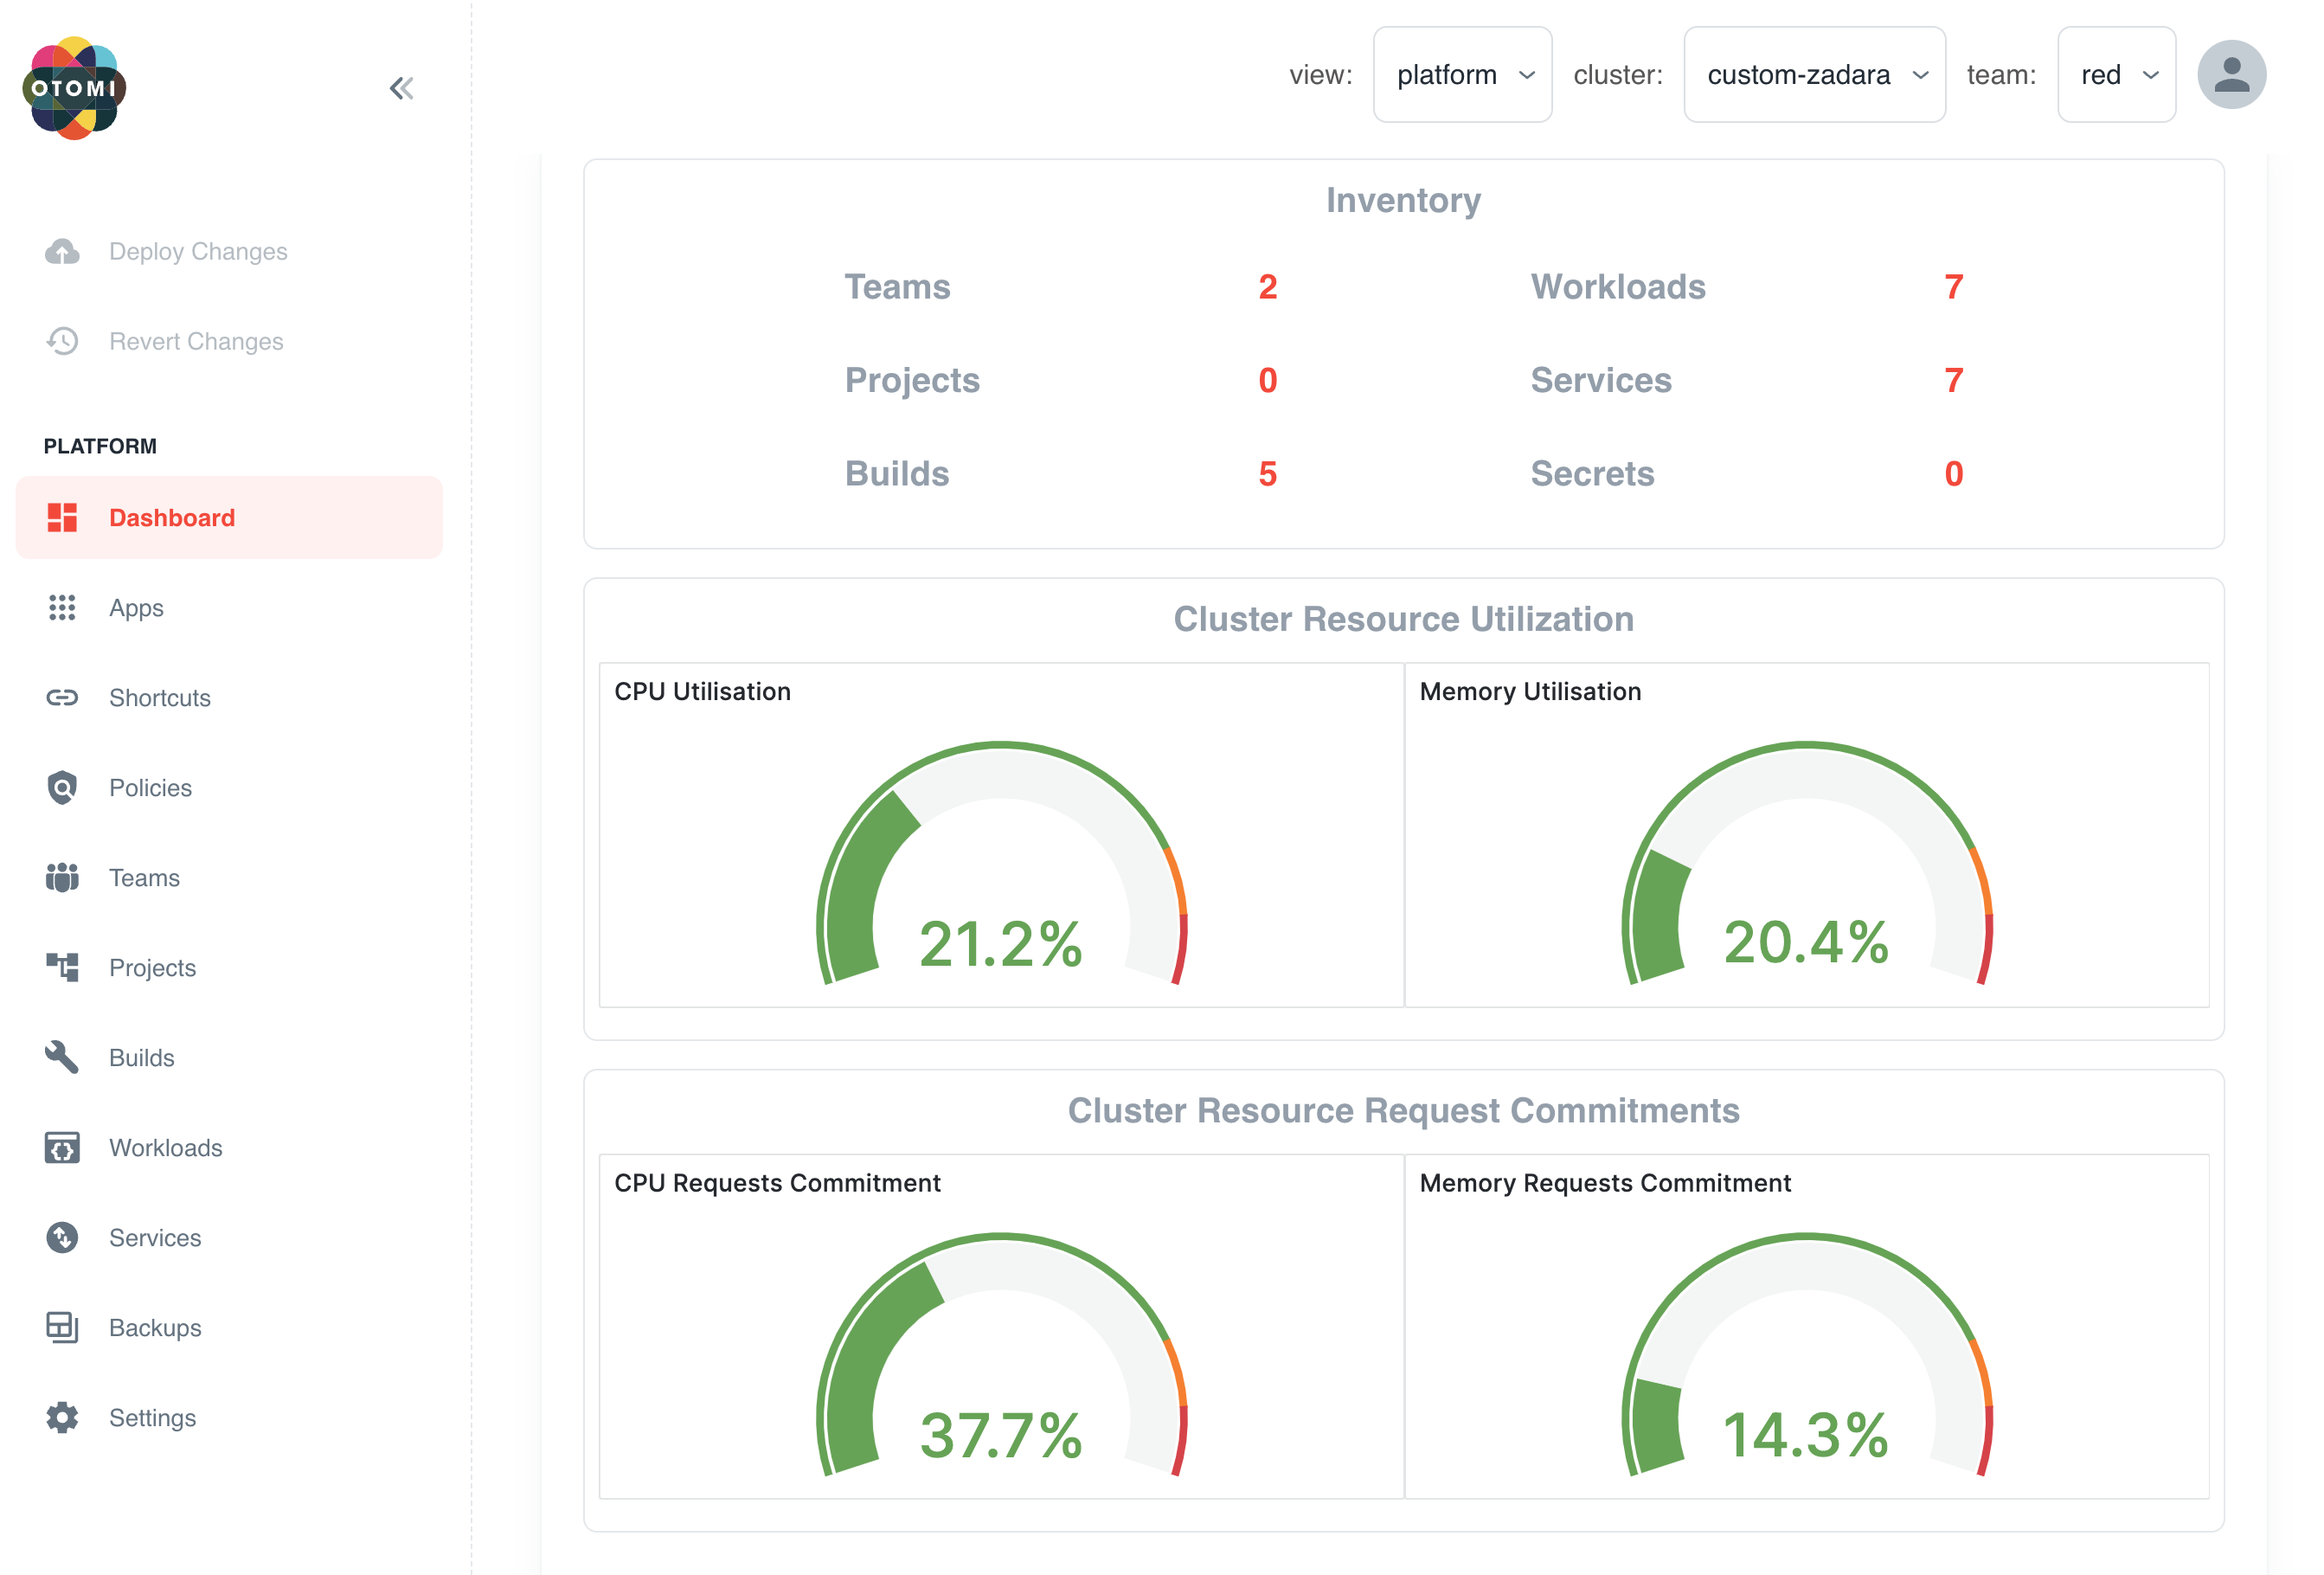 OTOMI
view: platform cluster: custom-zadara team: red
Deploy Changes
Revert Changes
PLATFORM
Dashboard
Apps
Shortcuts
Policies
Teams
Projects
Builds
Workloads
Services
Backups
Settings
Inventory
Teams 2 Workloads 7
Projects 0 Services 7
Builds 5 Secrets 0
Cluster Resource Utilization
CPU Utilisation
21.2%
Memory Utilisation
20.4%
Cluster Resource Request Commitments
CPU Requests Commitment
37.7%
Memory Requests Commitment
14.3%